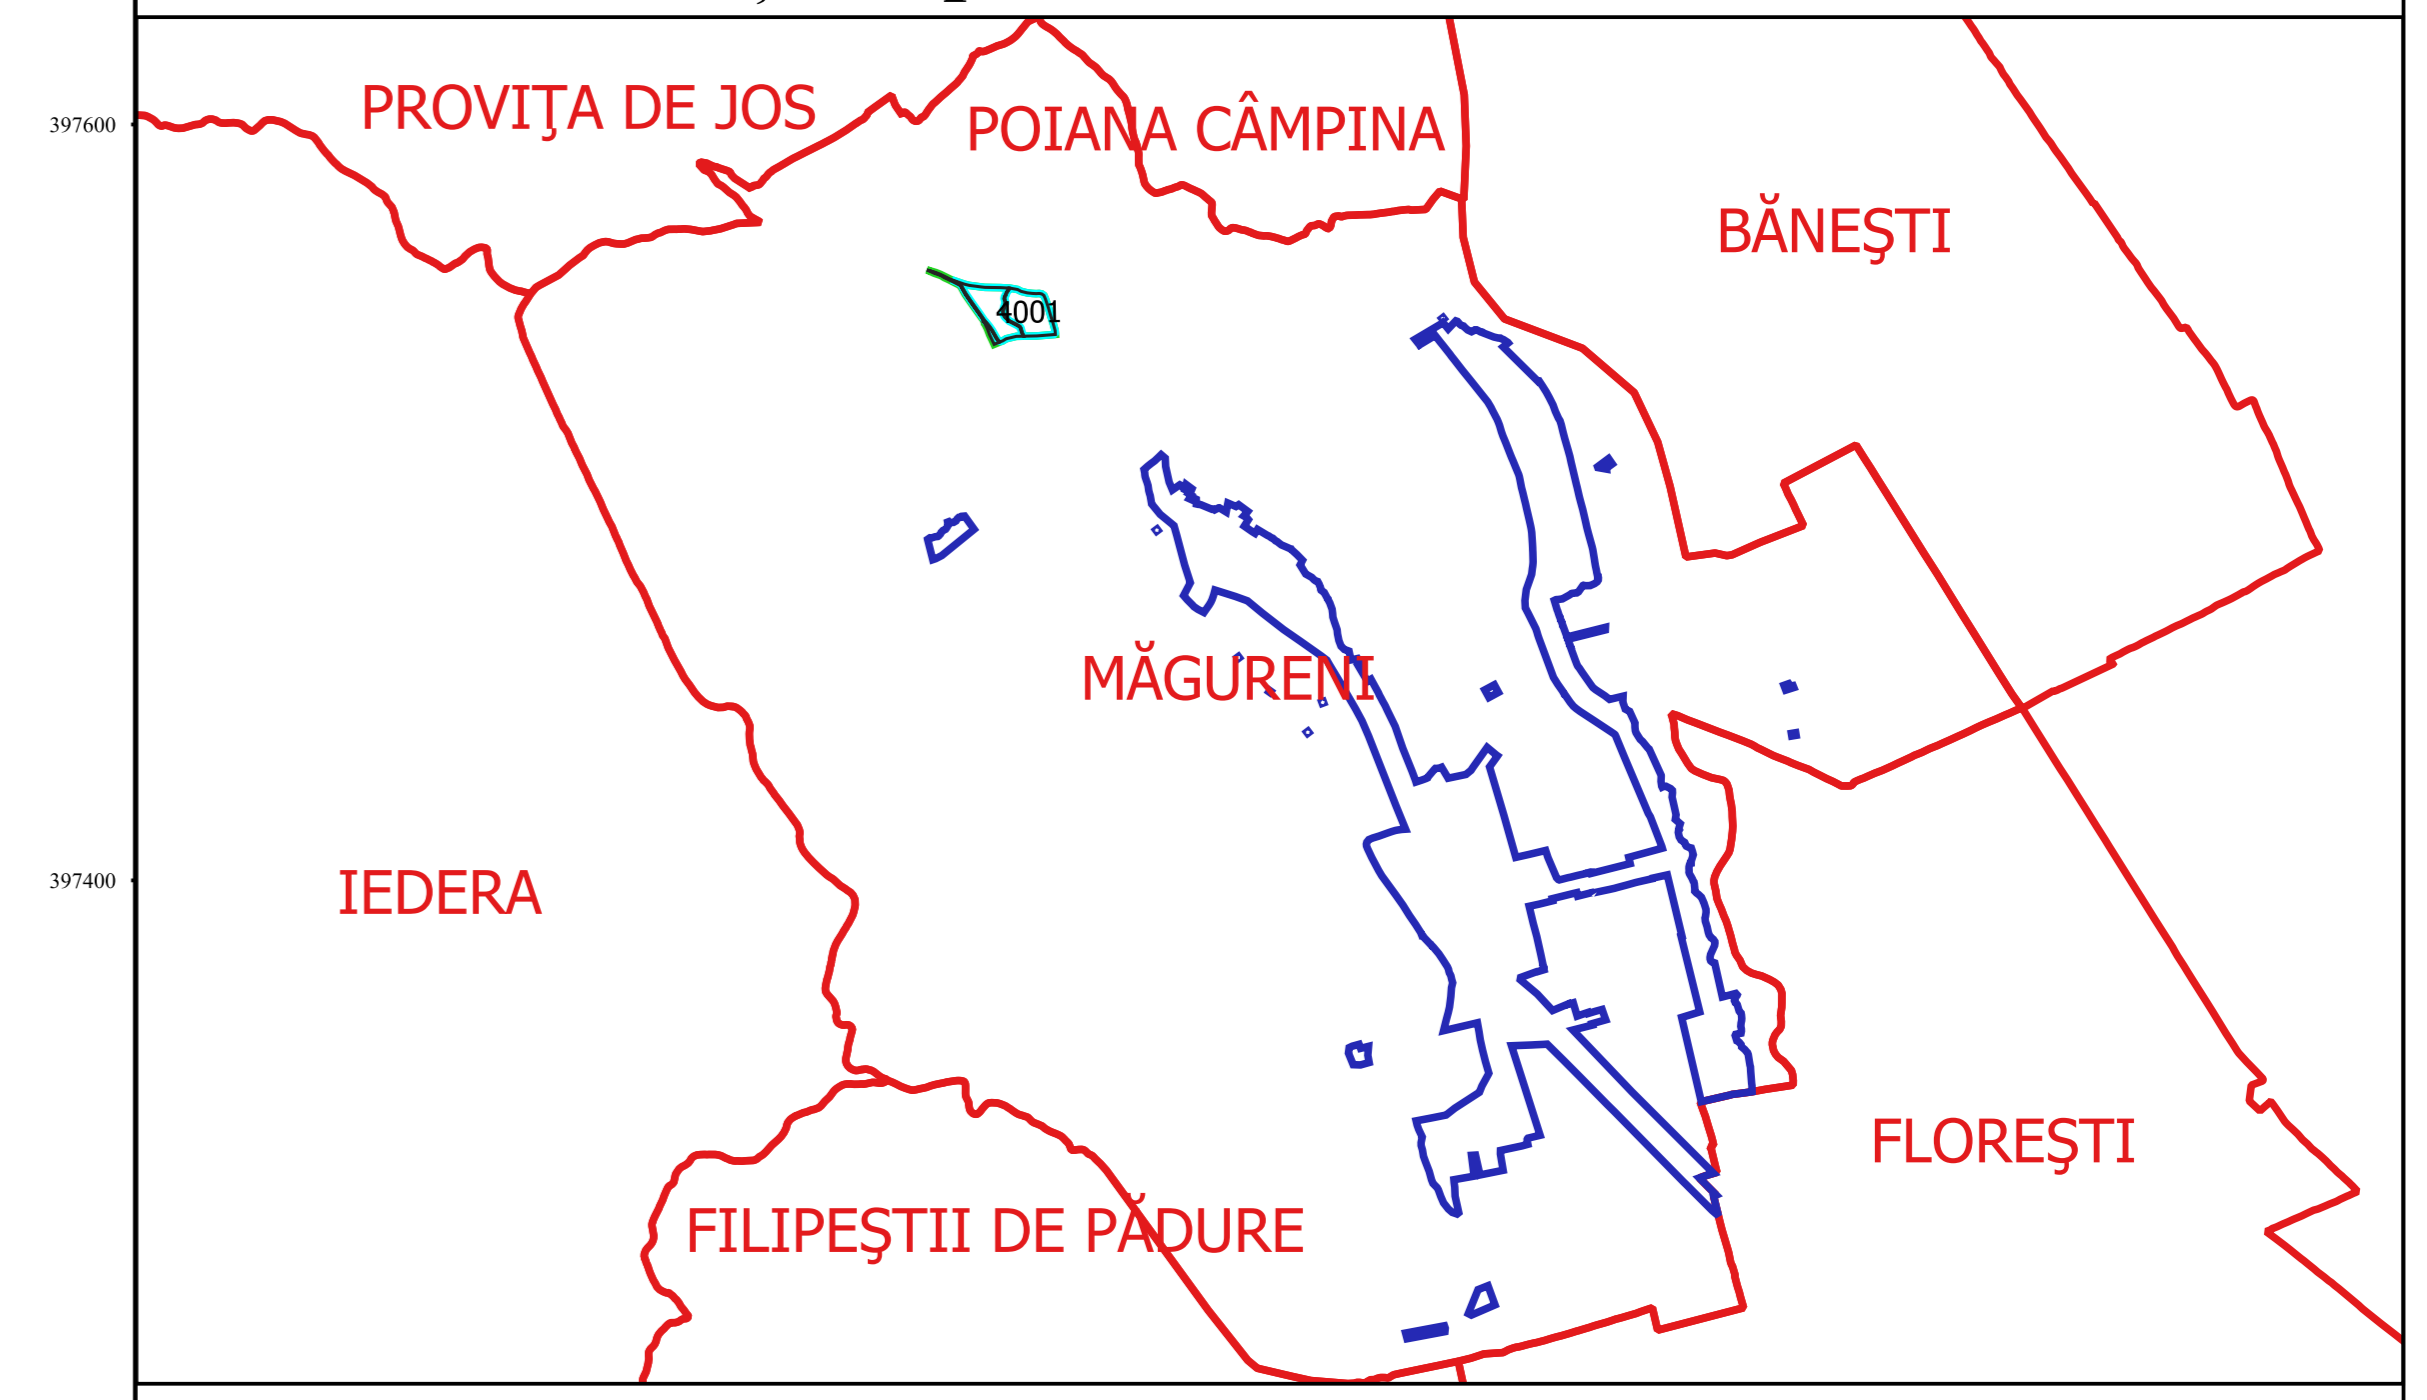 397600
PROVIŢA DE JOS
POIANA CÂMPINA
BĂNEŞTI
4001
MĂGURENI
397400
IEDERA
FLOREŞTI
FILIPEŞTII DE PĂDURE